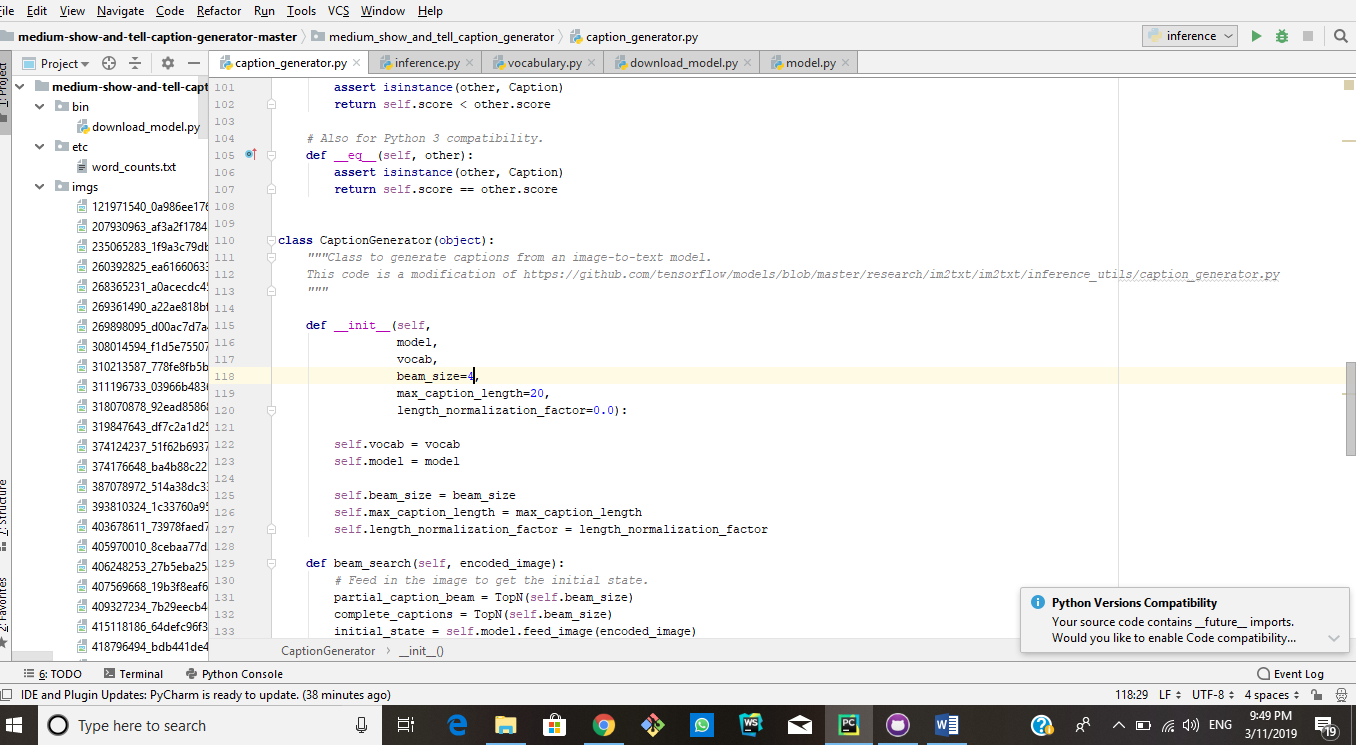 File Edit View Navigate Code Refactor Run Tools VCS Window Help
medium-show-and-tell-caption-generator-master medium_show_and_tell_caption_generator caption_generator.py inference
Project caption_generator.py inference.py vocabulary.py download_model.py model.py
1: Project
medium-show-and-tell-capt
bin
download_model.py
etc
word_counts.txt
imgs
121971540_0a986ee176
207930963_af3a2f1784
235065283_1f9a3c79db
260392825_ea61660633
268365231_a0acecdc45
269361490_a22ae818bf
269898095_d00ac7d7a4
308014594_f1d5e75507
310213587_778fe8fb5b
311196733_03966b4836
318070878_92ead85868
319847643_df7c2a1d25
374124237_51f62b6937
374176648_ba4b88c22
387078972_514a38dc33
393810324_1c33760a95
403678611_73978faed7
405970010_8cebaa77d
406248253_27b5eba25
407569668_19b3f8eaf6
409327234_7b29eecb4
415118186_64defc96f3
418796494_bdb441de4
7: Structure
2: Favorites
101 assert isinstance(other, Caption)
102 return self.score < other.score
103
104 # Also for Python 3 compatibility.
105 def __eq__(self, other):
106 assert isinstance(other, Caption)
107 return self.score == other.score
108
109
110 class CaptionGenerator(object):
111 """Class to generate captions from an image-to-text model.
112 This code is a modification of https://github.com/tensorflow/models/blob/master/research/im2txt/im2txt/inference_utils/caption_generator.py
113 """
114
115 def __init__(self,
116 model,
117 vocab,
118 beam_size=4,
119 max_caption_length=20,
120 length_normalization_factor=0.0):
121
122 self.vocab = vocab
123 self.model = model
124
125 self.beam_size = beam_size
126 self.max_caption_length = max_caption_length
127 self.length_normalization_factor = length_normalization_factor
128
129 def beam_search(self, encoded_image):
130 # Feed in the image to get the initial state.
131 partial_caption_beam = TopN(self.beam_size)
132 complete_captions = TopN(self.beam_size)
133 initial_state = self.model.feed_image(encoded_image)
CaptionGenerator __init__()
Python Versions Compatibility
Your source code contains __future__ imports.
Would you like to enable Code compatibility...
6: TODO Terminal Python Console Event Log
IDE and Plugin Updates: PyCharm is ready to update. (38 minutes ago) 118:29 LF UTF-8 4 spaces
Type here to search WS PC W ENG 9:49 PM
3/11/2019 19